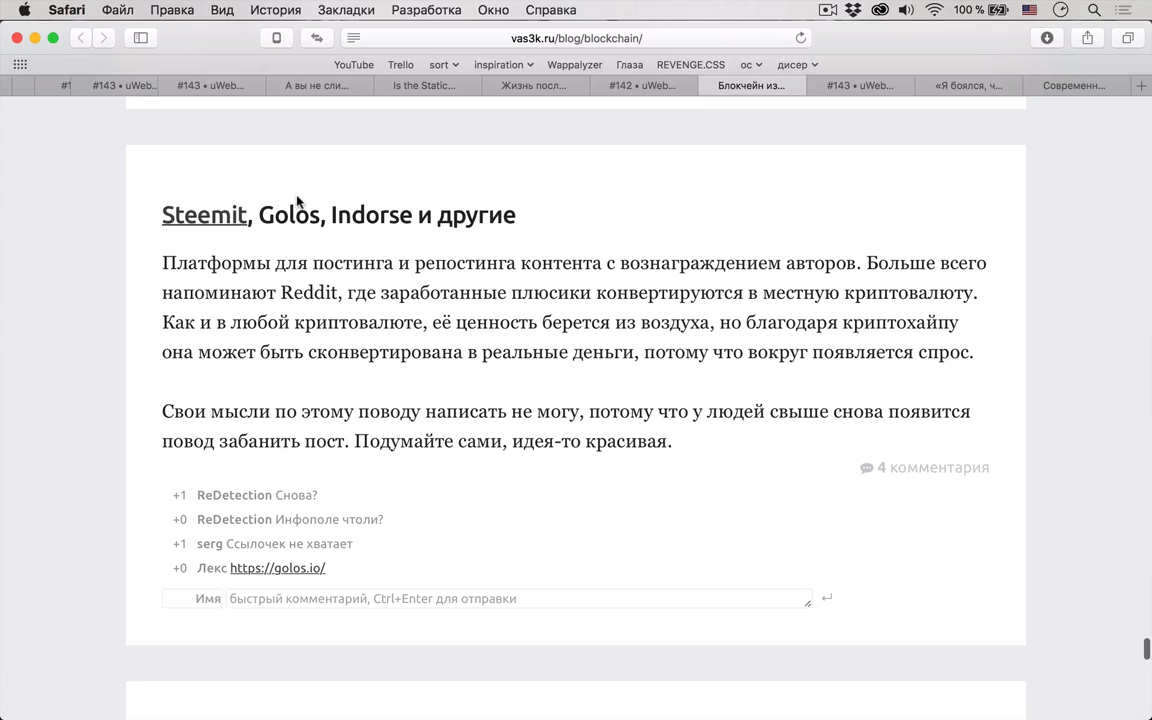 Safari Файл Правка Вид История Закладки Разработка Окно Справка 100 %
vas3k.ru/blog/blockchain/
YouTube Trello sort inspiration Wappalyzer Глаза REVENGE.CSS ос дисер
#1 #143 • uWeb... #143 • uWeb... А вы не сли... Is the Static... Жизнь посл... #142 • uWeb... Блокчейн из... #143 • uWeb... «Я боялся, ч... Современн...
Steemit, Golos, Indorse и другие
Платформы для постинга и репостинга контента с вознаграждением авторов. Больше всего
напоминают Reddit, где заработанные плюсики конвертируются в местную криптовалюту.
Как и в любой криптовалюте, её ценность берется из воздуха, но благодаря криптохайпу
она может быть сконвертирована в реальные деньги, потому что вокруг появляется спрос.
Свои мысли по этому поводу написать не могу, потому что у людей свыше снова появится
повод забанить пост. Подумайте сами, идея-то красивая.
4 комментария
+1 ReDetection Снова?
+0 ReDetection Инфополе чтоли?
+1 serg Ссылочек не хватает
+0 Лекс https://golos.io/
Имя быстрый комментарий, Ctrl+Enter для отправки